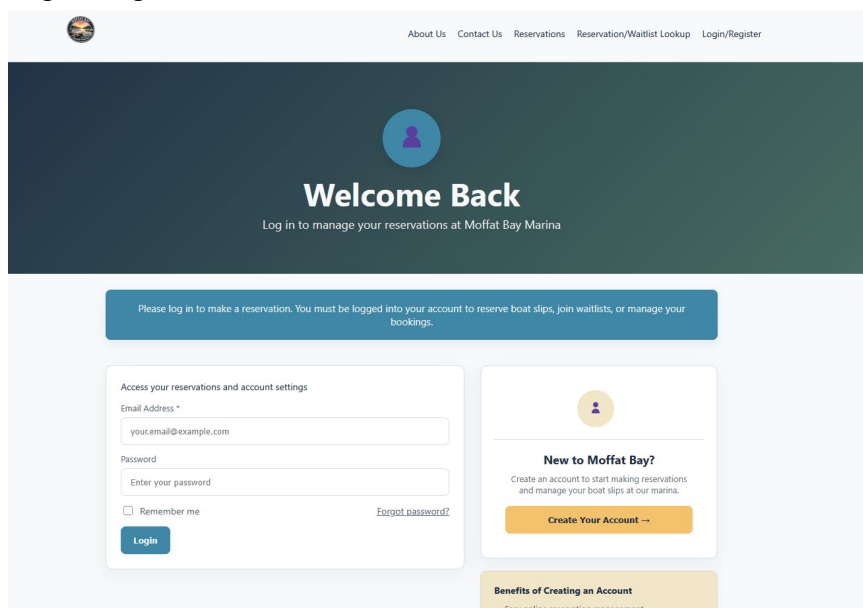 About Us Contact Us Reservations Reservation/Waitlist Lookup Login/Register
Welcome Back
Log in to manage your reservations at Moffat Bay Marina
Please log in to make a reservation. You must be logged into your account to reserve boat slips, join waitlists, or manage your
bookings.
Access your reservations and account settings
Email Address *
your.email@example.com
Password
Enter your password
Remember me Forgot password?
Login
New to Moffat Bay?
Create an account to start making reservations
and manage your boat slips at our marina.
Create Your Account →
Benefits of Creating an Account